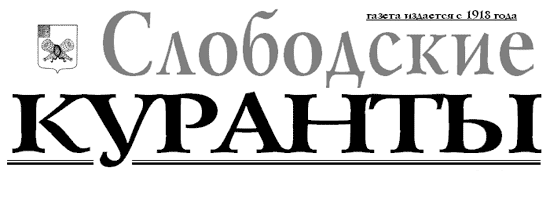 газета издается с 1918 года
Слободские
КУРАНТЫ